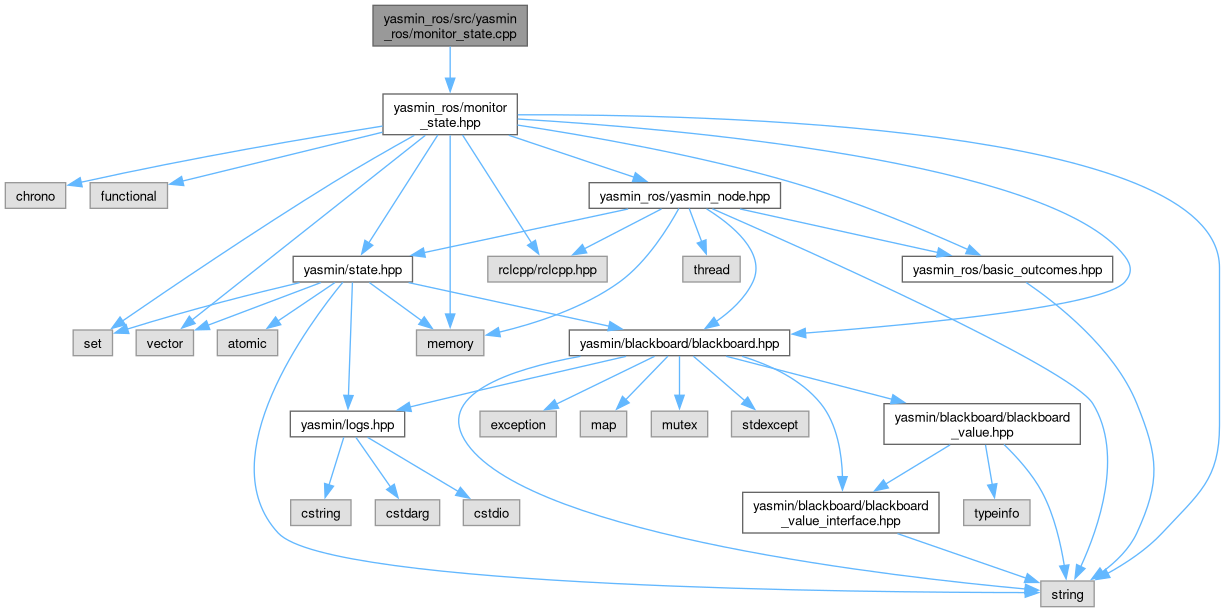 yasmin_ros/src/yasmin
_ros/monitor_state.cpp
yasmin_ros/monitor
_state.hpp
chrono
functional
yasmin_ros/yasmin_node.hpp
yasmin/state.hpp
rclcpp/rclcpp.hpp
thread
yasmin_ros/basic_outcomes.hpp
set
vector
atomic
memory
yasmin/blackboard/blackboard.hpp
yasmin/logs.hpp
exception
map
mutex
stdexcept
yasmin/blackboard/blackboard
_value.hpp
cstring
cstdarg
cstdio
yasmin/blackboard/blackboard
_value_interface.hpp
typeinfo
string